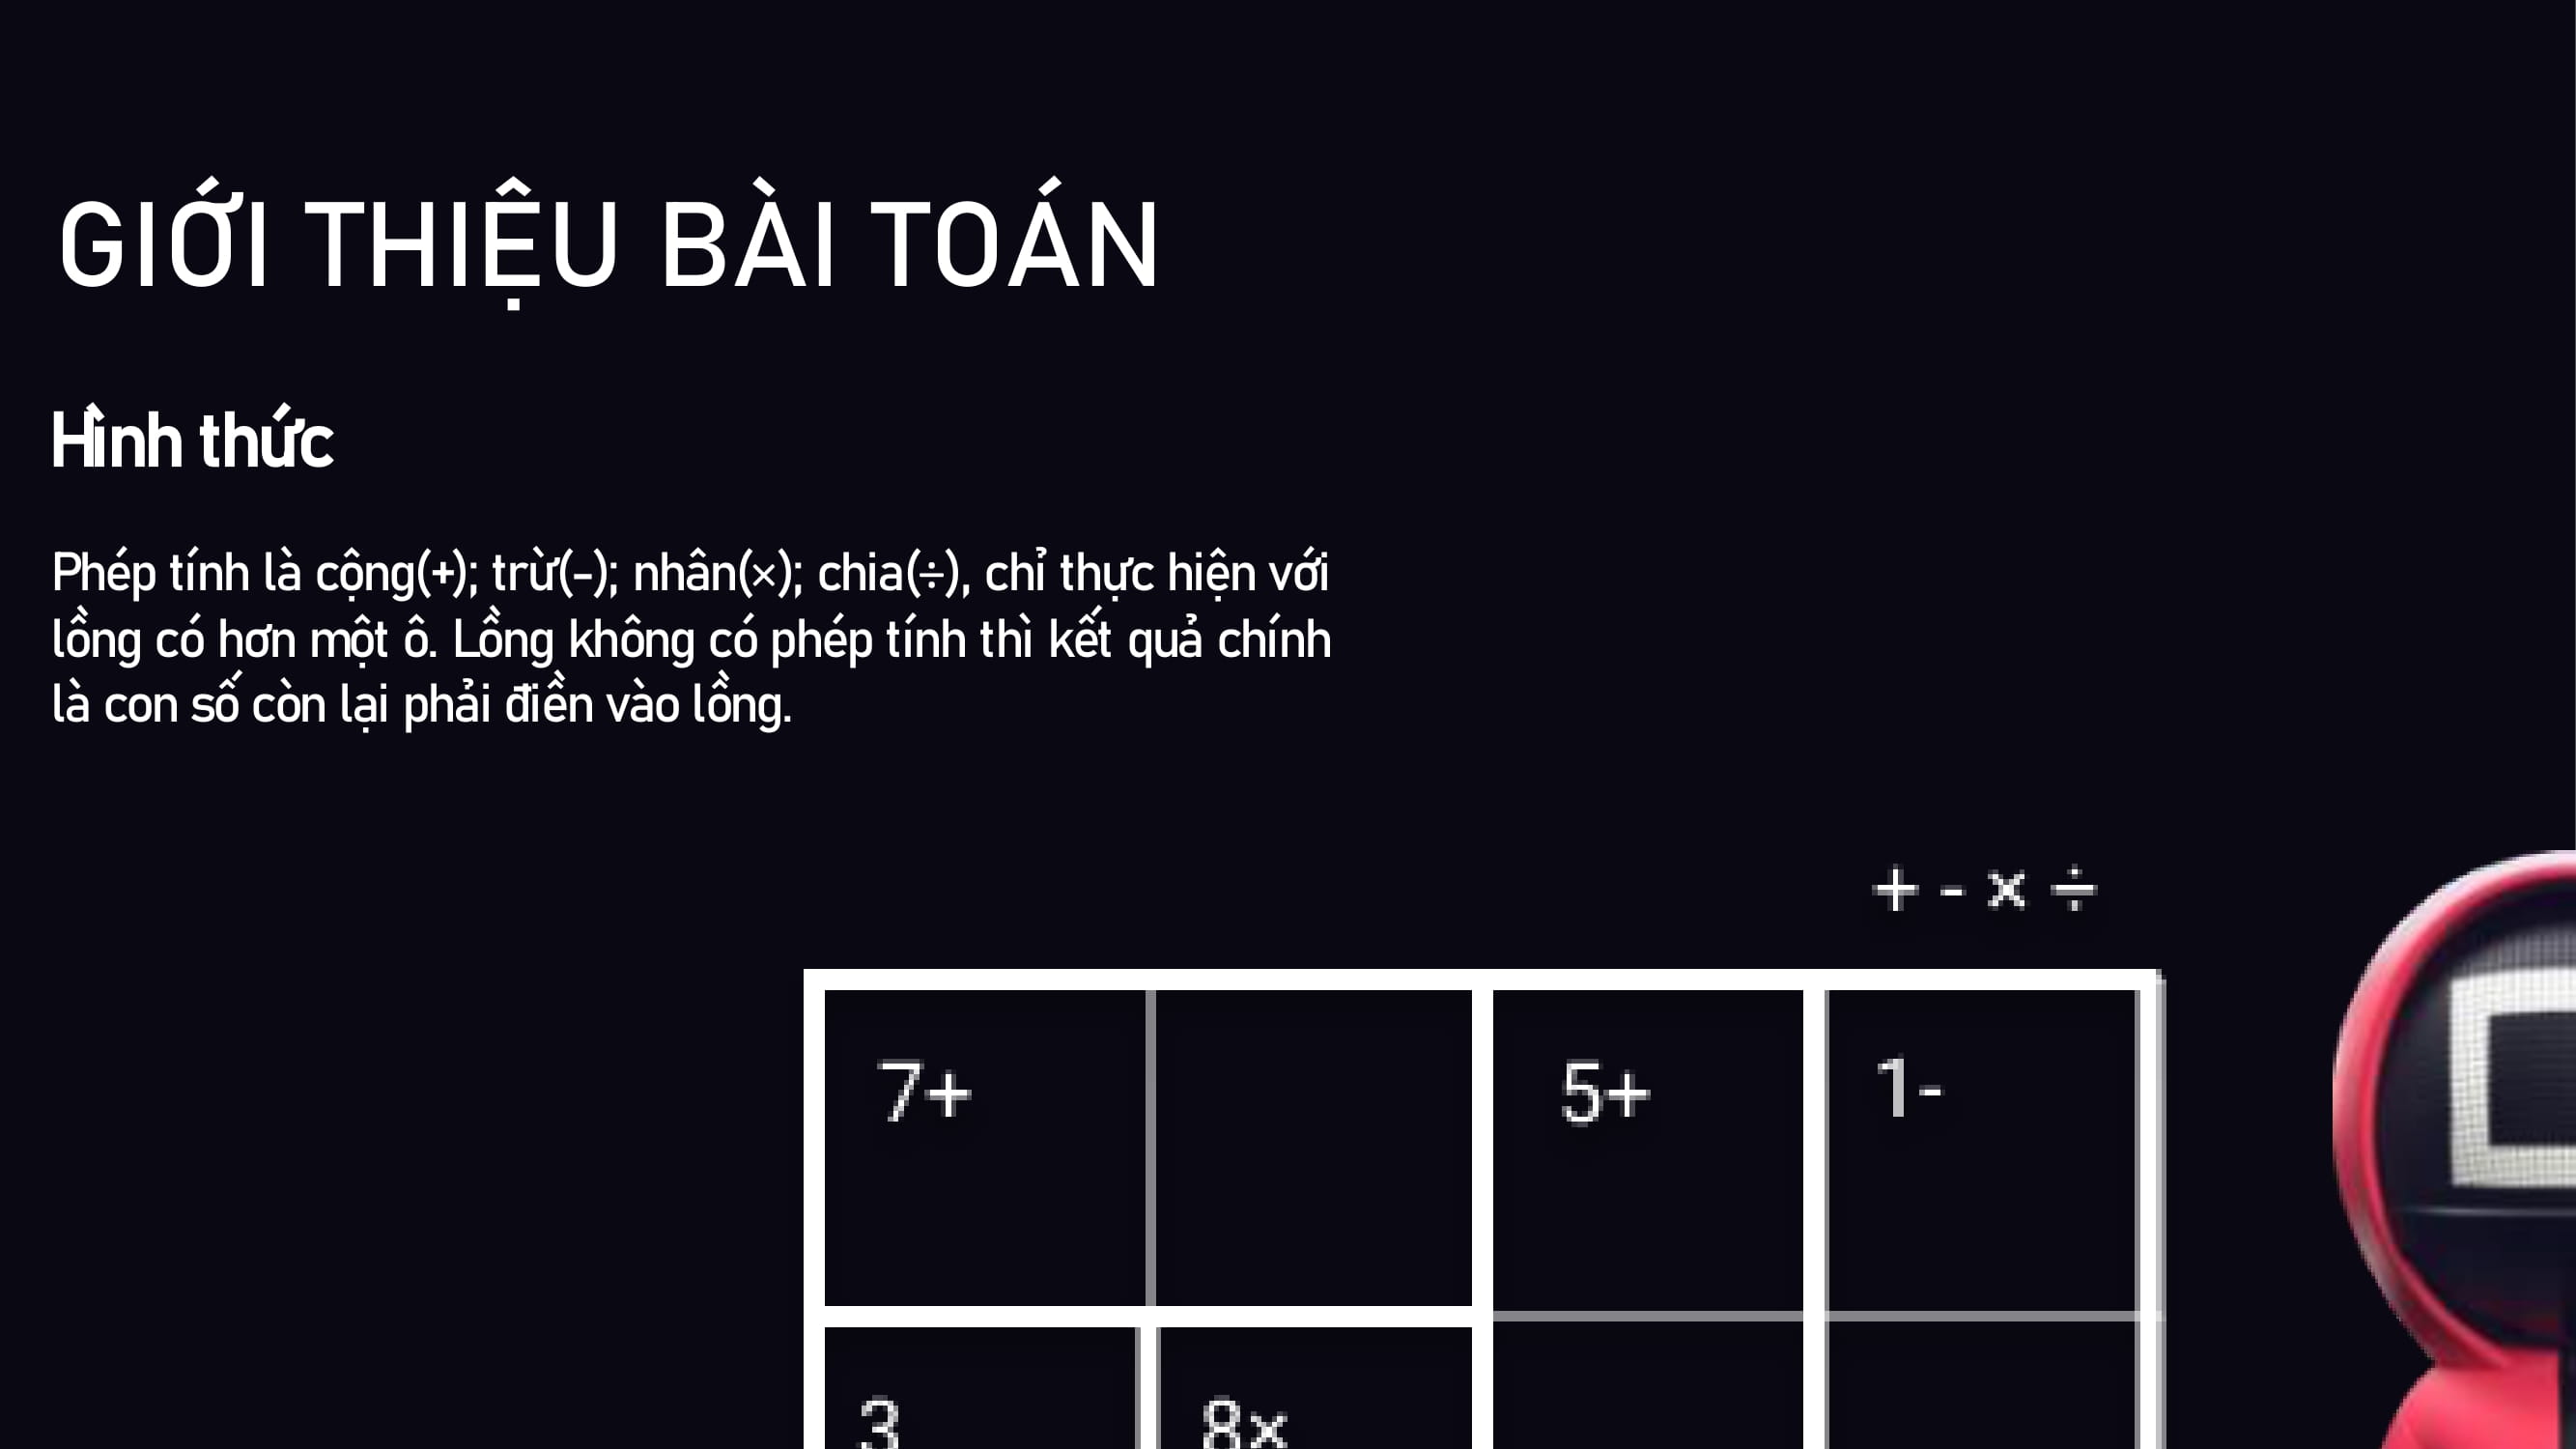 GIỚI THIỆU BÀI TOÁN
Hình thức
Phép tính là cộng(+); trừ(-); nhân(×); chia(÷), chỉ thực hiện với
lồng có hơn một ô. Lồng không có phép tính thì kết quả chính
là con số còn lại phải điền vào lồng.
+ - × ÷
7+ 5+ 1-
3 8×